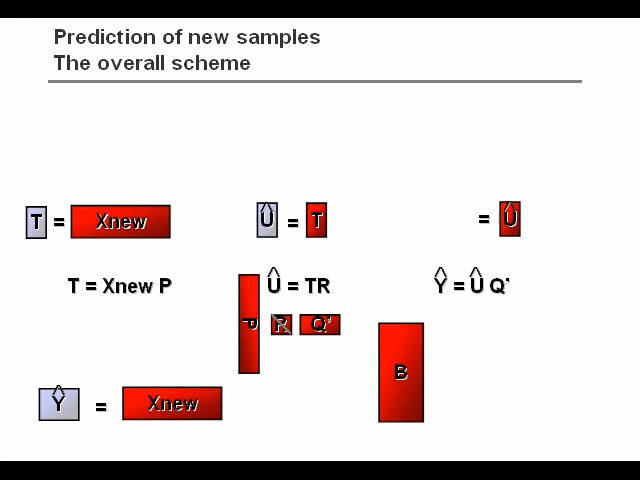 Prediction of new samples
The overall scheme
T = Xnew
Û = T
= Û
T = Xnew P
Û = TR
Ŷ = Û Q'
P
R
Q'
B
Ŷ = Xnew